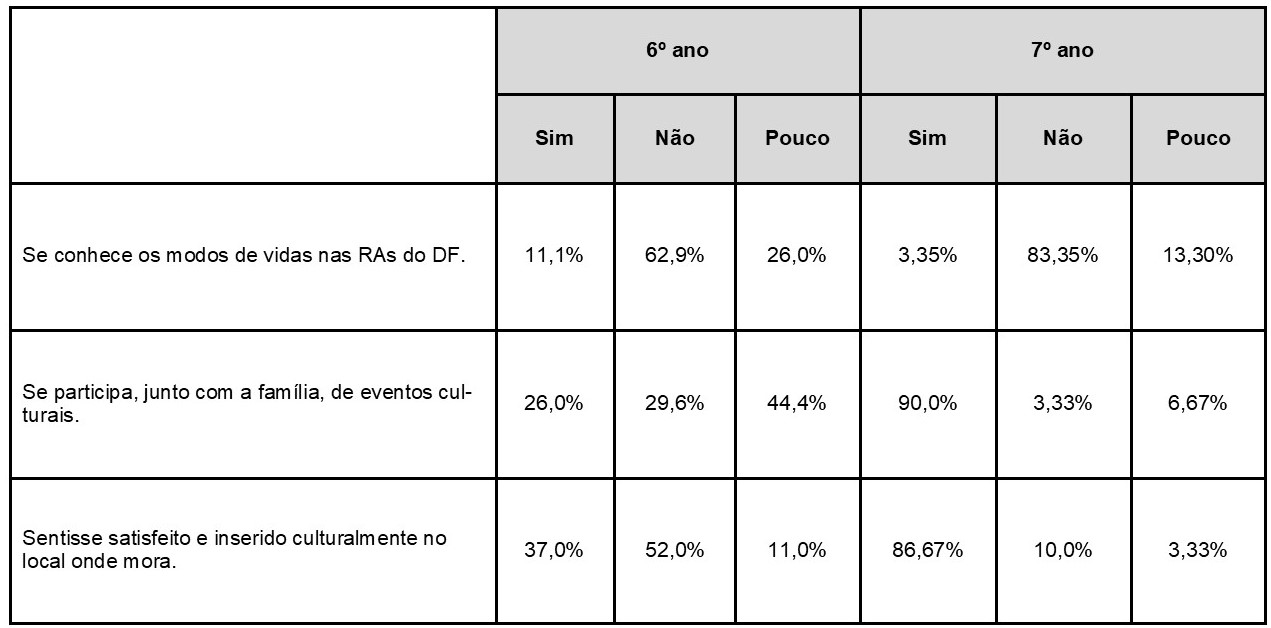 6º ano 7º ano
Sim Não Pouco Sim Não Pouco
Se conhece os modos de vidas nas RAs do DF. 11,1% 62,9% 26,0% 3,35% 83,35% 13,30%
Se participa, junto com a família, de eventos cul-
turais. 26,0% 29,6% 44,4% 90,0% 3,33% 6,67%
Sentisse satisfeito e inserido culturalmente no
local onde mora. 37,0% 52,0% 11,0% 86,67% 10,0% 3,33%